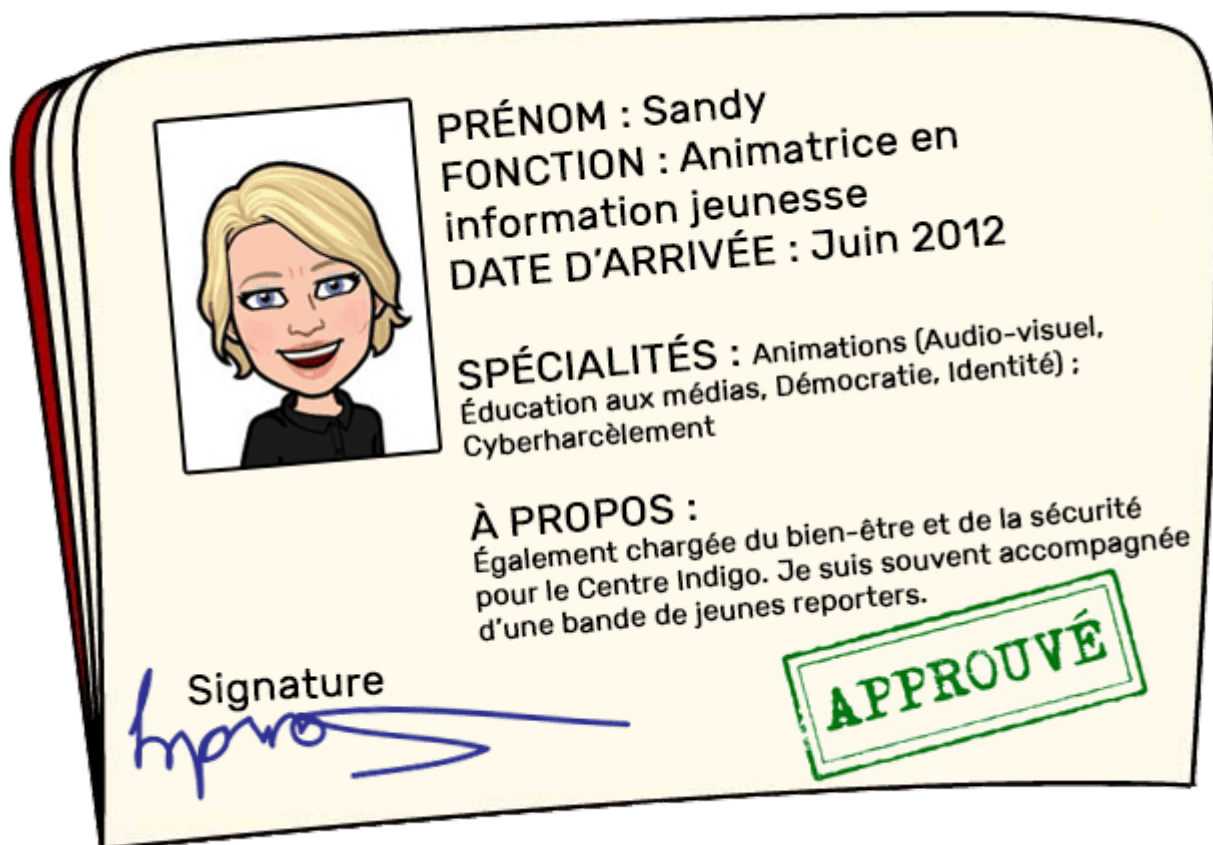 PRÉNOM : Sandy
FONCTION : Animatrice en
information jeunesse
DATE D'ARRIVÉE : Juin 2012
SPÉCIALITÉS : Animations (Audio-visuel,
Éducation aux médias, Démocratie, Identité) ;
Cyberharcèlement
À PROPOS :
Également chargée du bien-être et de la sécurité
pour le Centre Indigo. Je suis souvent accompagnée
d'une bande de jeunes reporters.
APPROUVÉ
Signature